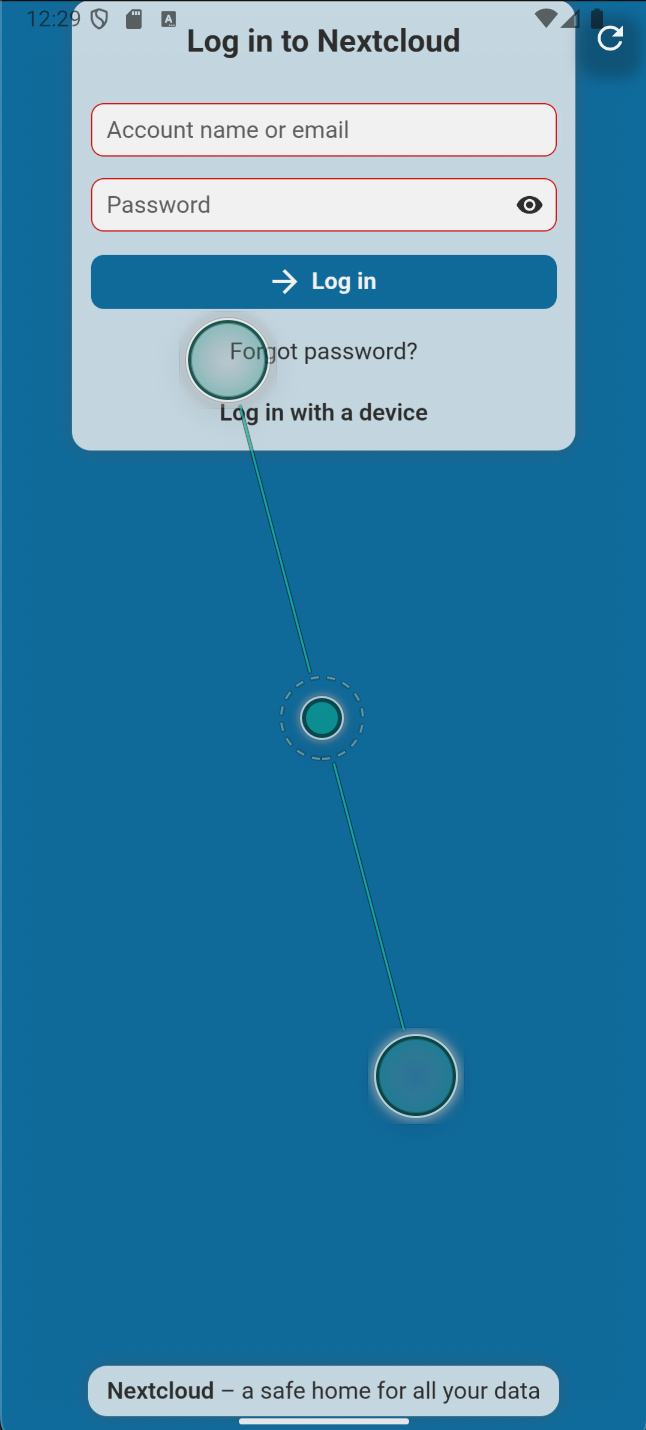 12:29
Log in to Nextcloud
Account name or email
Password
Log in
Forgot password?
Log in with a device
Nextcloud – a safe home for all your data